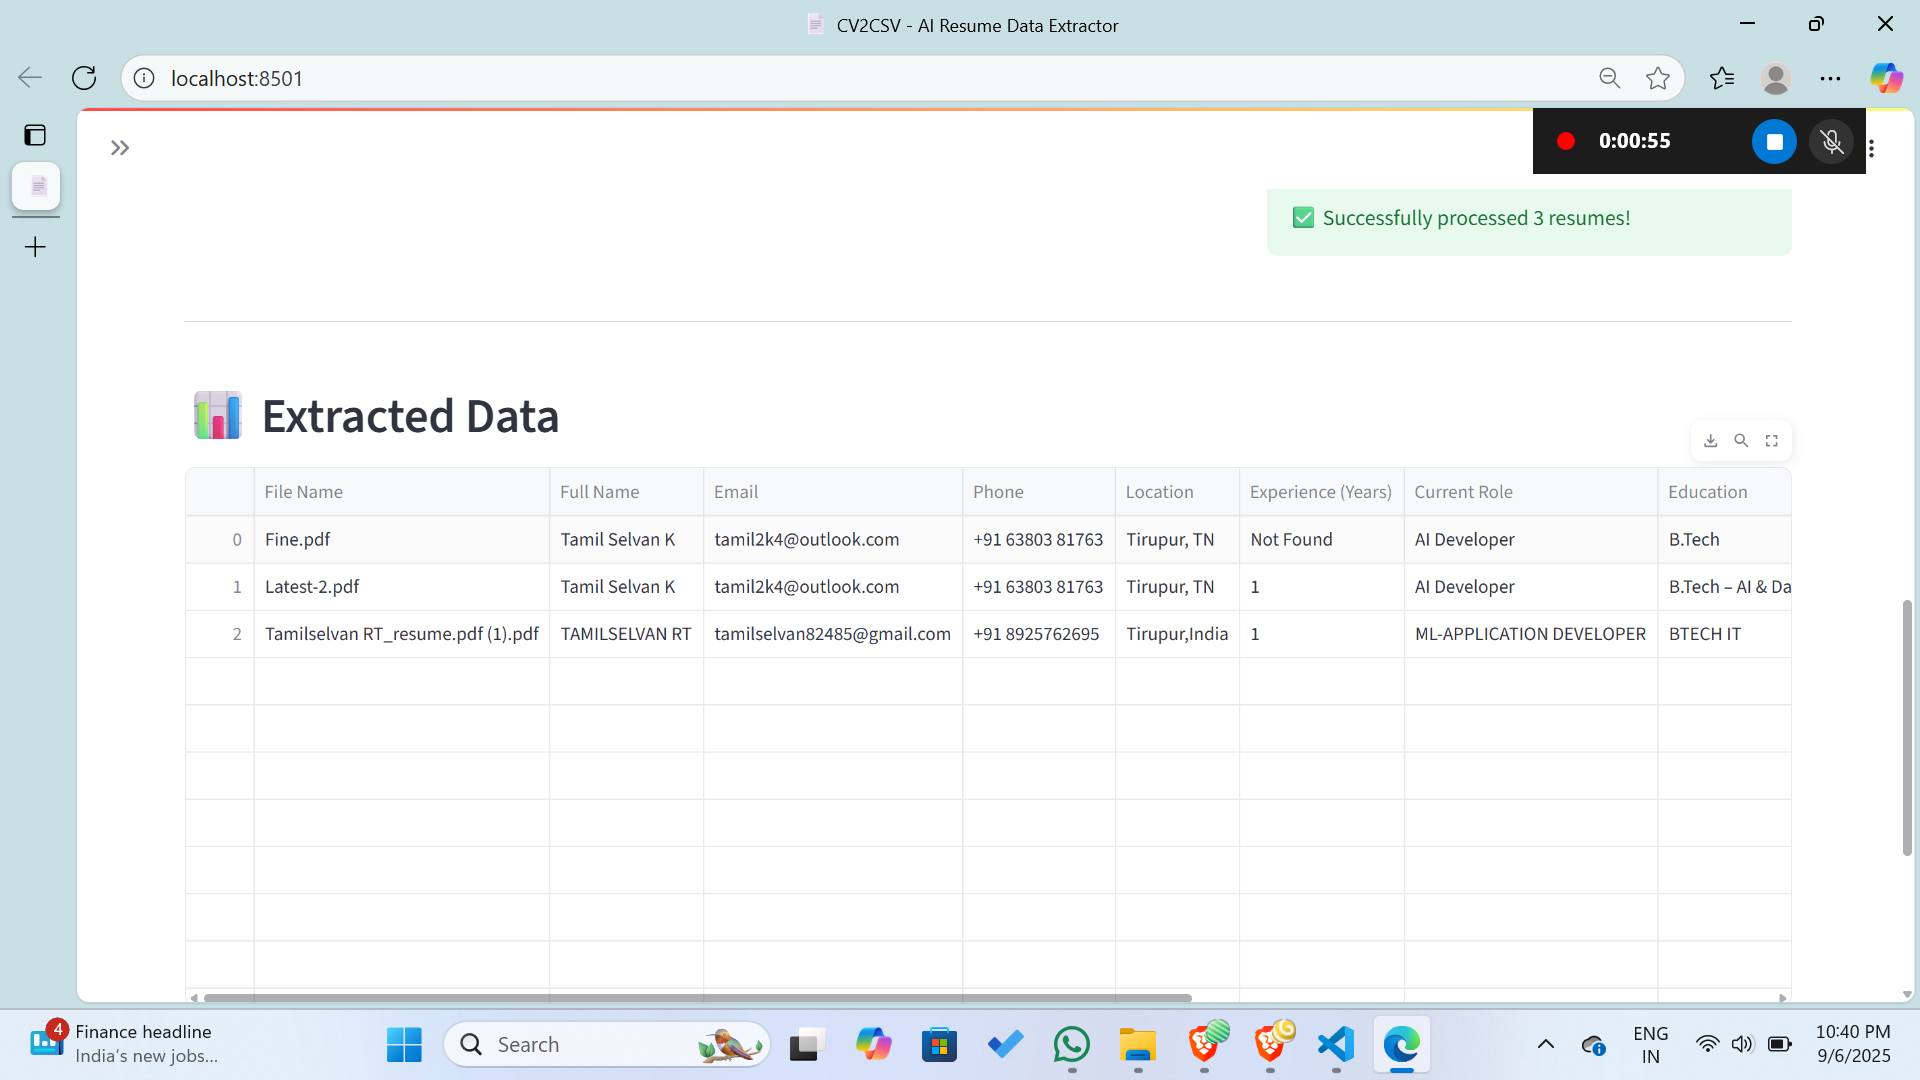 CV2CSV - AI Resume Data Extractor
localhost:8501
0:00:55
✅ Successfully processed 3 resumes!
Extracted Data
File Name Full Name Email Phone Location Experience (Years) Current Role Education
0 Fine.pdf Tamil Selvan K tamil2k4@outlook.com +91 63803 81763 Tirupur, TN Not Found AI Developer B.Tech
1 Latest-2.pdf Tamil Selvan K tamil2k4@outlook.com +91 63803 81763 Tirupur, TN 1 AI Developer B.Tech – AI & Da
2 Tamilselvan RT_resume.pdf (1).pdf TAMILSELVAN RT tamilselvan82485@gmail.com +91 8925762695 Tirupur,India 1 ML-APPLICATION DEVELOPER BTECH IT
4
Finance headline
India's new jobs...
Search
ENG
IN
10:40 PM
9/6/2025